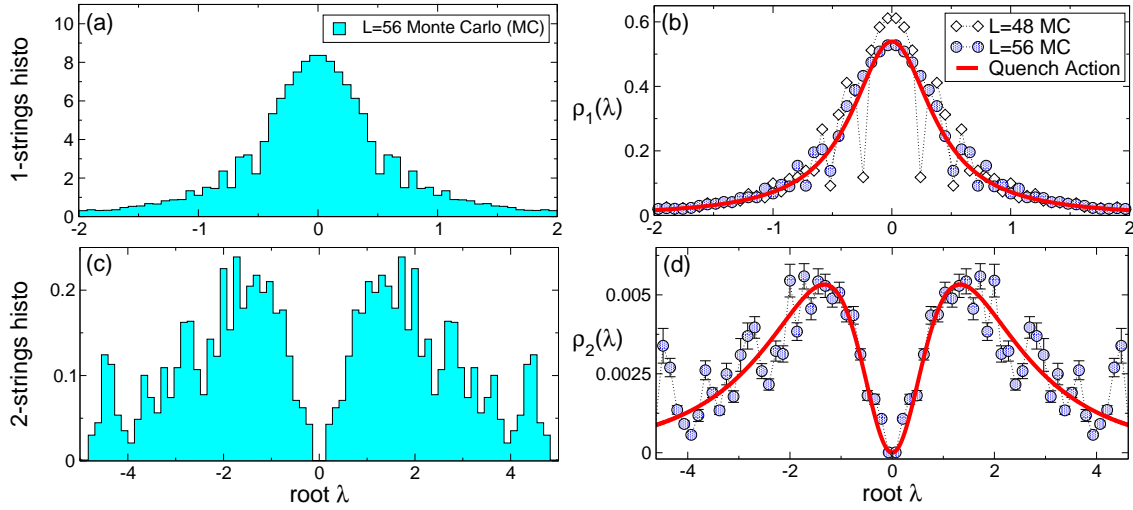 (a)
L=56 Monte Carlo (MC)
1-strings histo
10
8
6
4
2
0
-2
-1
0
1
2
(b)
L=48 MC
L=56 MC
Quench Action
ρ₁(λ)
0.6
0.4
0.2
0
-2
-1
0
1
2
(c)
2-strings histo
0.2
0.1
0
-4
-2
0
2
4
root λ
(d)
ρ₂(λ)
0.005
0.0025
0
-4
-2
0
2
4
root λ